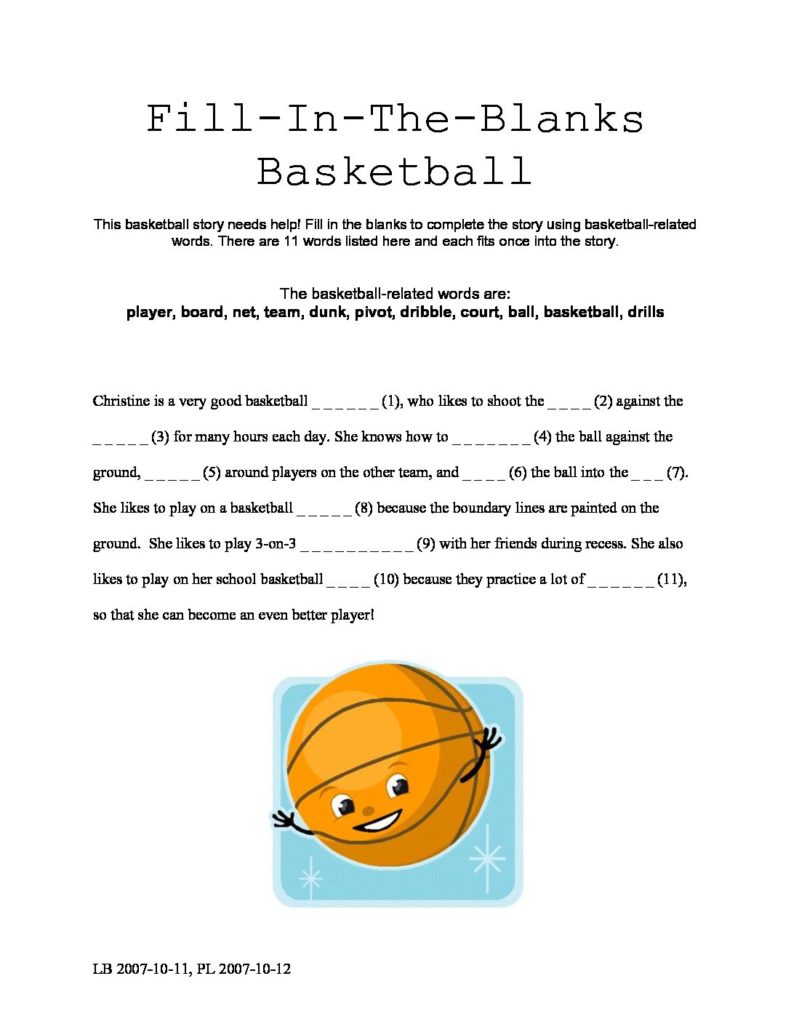 Fill-In-The-Blanks
Basketball
This basketball story needs help! Fill in the blanks to complete the story using basketball-related
words. There are 11 words listed here and each fits once into the story.
The basketball-related words are:
player, board, net, team, dunk, pivot, dribble, court, ball, basketball, drills
Christine is a very good basketball _ _ _ _ _ _ (1), who likes to shoot the _ _ _ _ (2) against the
_ _ _ _ _ (3) for many hours each day. She knows how to _ _ _ _ _ _ _ (4) the ball against the
ground, _ _ _ _ _ (5) around players on the other team, and _ _ _ _ (6) the ball into the _ _ _ (7).
She likes to play on a basketball _ _ _ _ _ (8) because the boundary lines are painted on the
ground.  She likes to play 3-on-3 _ _ _ _ _ _ _ _ _ _ (9) with her friends during recess. She also
likes to play on her school basketball _ _ _ _ (10) because they practice a lot of _ _ _ _ _ _ (11),
so that she can become an even better player!
LB 2007-10-11, PL 2007-10-12